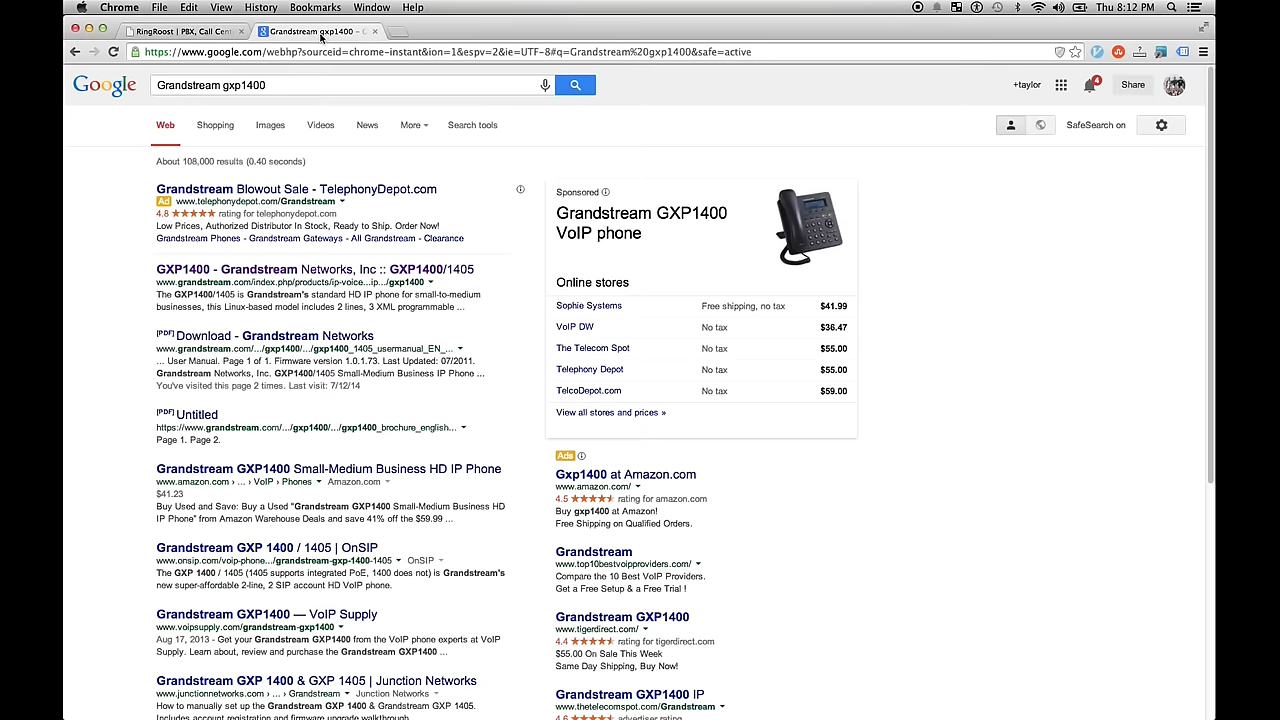 Chrome File Edit View History Bookmarks Window Help
Thu 8:12 PM
RingRoost | PBX, Call Cent
Grandstream gxp1400 - G
https://www.google.com/webhp?sourceid=chrome-instant&ion=1&espv=2&ie=UTF-8#q=Grandstream%20gxp1400&safe=active
Google
Grandstream gxp1400
+taylor
4
Share
Web Shopping Images Videos News More Search tools
SafeSearch on
About 108,000 results (0.40 seconds)
Grandstream Blowout Sale - TelephonyDepot.com
Ad www.telephonydepot.com/Grandstream
4.8 ★★★★★ rating for telephonydepot.com
Low Prices, Authorized Distributor In Stock, Ready to Ship. Order Now!
Grandstream Phones - Grandstream Gateways - All Grandstream - Clearance
GXP1400 - Grandstream Networks, Inc :: GXP1400/1405
www.grandstream.com/index.php/products/ip-voice...ip.../gxp1400
The GXP1400/1405 is Grandstream's standard HD IP phone for small-to-medium
businesses, this Linux-based model includes 2 lines, 3 XML programmable ...
[PDF] Download - Grandstream Networks
www.grandstream.com/.../gxp1400/.../gxp1400_1405_usermanual_EN_...
... User Manual. Page 1 of 1. Firmware version 1.0.1.73. Last Updated: 07/2011.
Grandstream Networks, Inc. GXP1400/1405 Small-Medium Business IP Phone ...
You've visited this page 2 times. Last visit: 7/12/14
[PDF] Untitled
https://www.grandstream.com/.../gxp1400/.../gxp1400_brochure_english...
Page 1. Page 2.
Grandstream GXP1400 Small-Medium Business HD IP Phone
www.amazon.com › ... › VoIP › Phones Amazon.com
$41.23
Buy Used and Save: Buy a Used "Grandstream GXP1400 Small-Medium Business HD
IP Phone" from Amazon Warehouse Deals and save 41% off the $59.99 ...
Grandstream GXP 1400 / 1405 | OnSIP
www.onsip.com/voip-phone.../grandstream-gxp-1400-1405 OnSIP
The GXP 1400 / 1405 (1405 supports integrated PoE, 1400 does not) is Grandstream's
new super-affordable 2-line, 2 SIP account HD VoIP phone.
Grandstream GXP1400 — VoIP Supply
www.voipsupply.com/grandstream-gxp1400
Aug 17, 2013 - Get your Grandstream GXP1400 from the VoIP phone experts at VoIP
Supply. Learn about, review and purchase the Grandstream GXP1400 ...
Grandstream GXP 1400 & GXP 1405 | Junction Networks
www.junctionnetworks.com › ... › Grandstream Junction Networks
How to manually set up the Grandstream GXP 1400 & Grandstream GXP 1405.
Includes account registration and firmware upgrade walkthrough.
Sponsored
Grandstream GXP1400
VoIP phone
Online stores
Sophie Systems Free shipping, no tax $41.99
VoIP DW No tax $36.47
The Telecom Spot No tax $55.00
Telephony Depot No tax $55.00
TelcoDepot.com No tax $59.00
View all stores and prices »
Ads
Gxp1400 at Amazon.com
www.amazon.com/
4.5 ★★★★★ rating for amazon.com
Buy gxp1400 at Amazon!
Free Shipping on Qualified Orders.
Grandstream
www.top10bestvoipproviders.com/
Compare the 10 Best VoIP Providers.
Get a Free Setup & a Free Trial !
Grandstream GXP1400
www.tigerdirect.com/
4.4 ★★★★★ rating for tigerdirect.com
$55.00 On Sale This Week
Same Day Shipping, Buy Now!
Grandstream GXP1400 IP
www.thetelecomspot.com/Grandstream
4.6 ★★★★★ advertiser rating